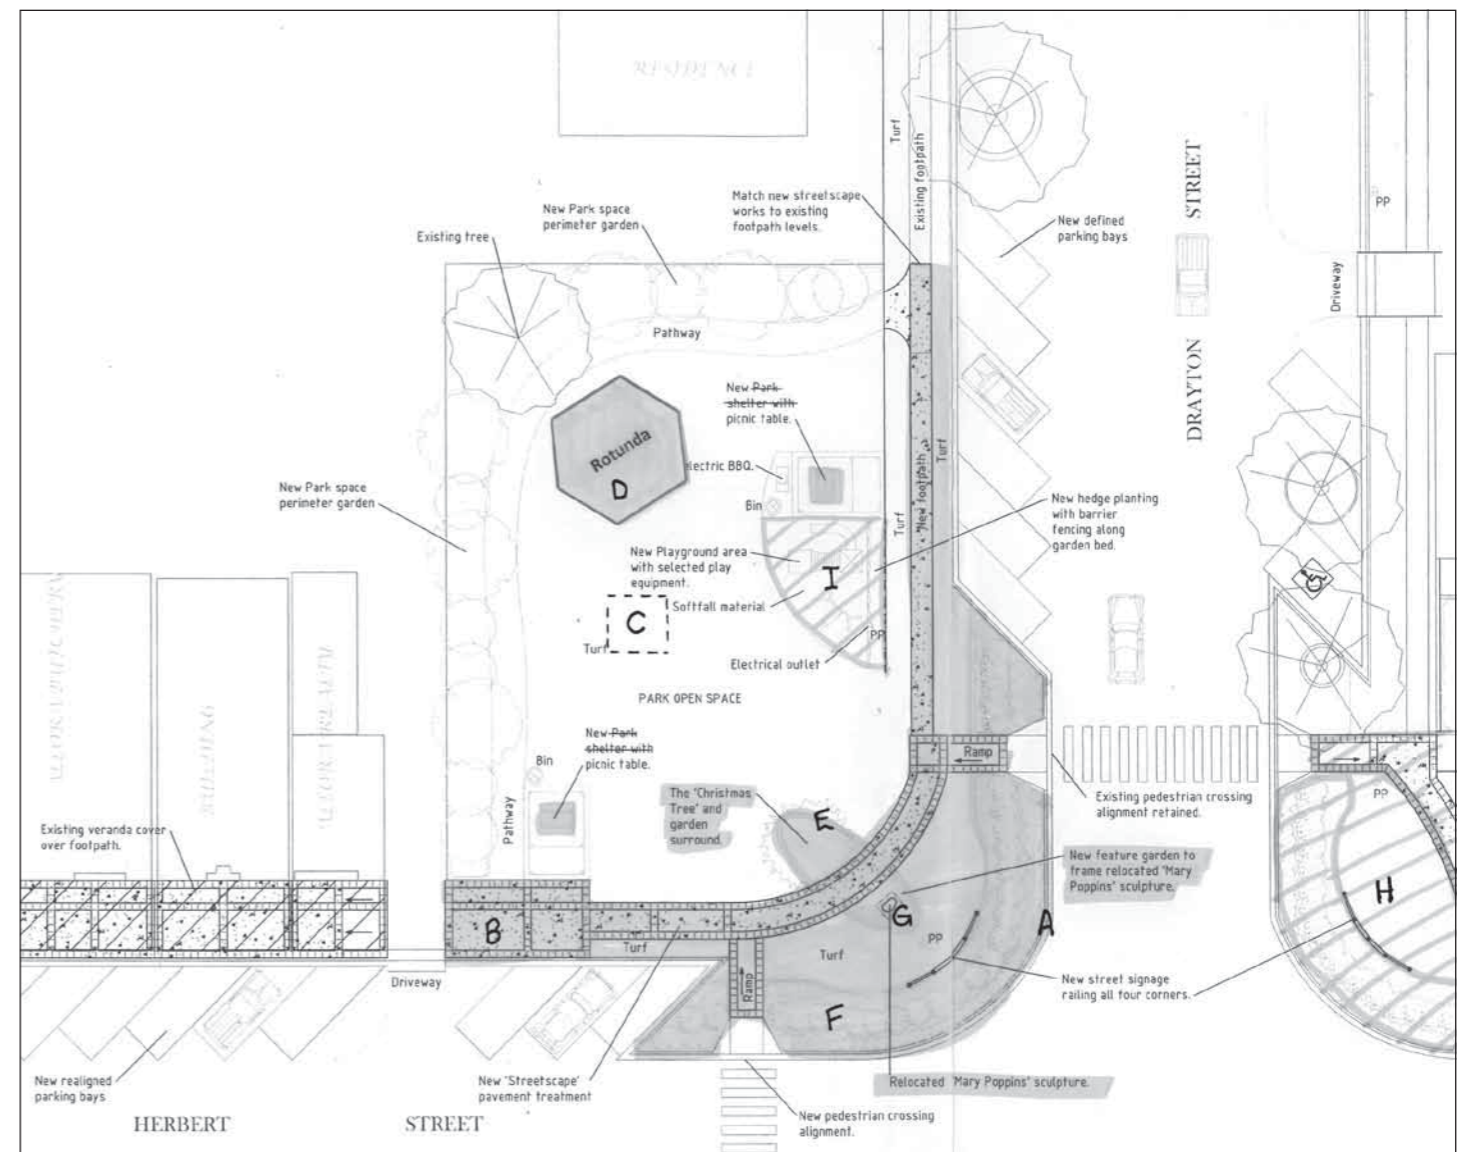 RESIDENCE
Turf
Existing footpath
STREET
PP
New Park space
perimeter garden
Match new streetscape
works to existing
footpath levels.
Existing tree
New defined
parking bays
Driveway
Pathway
DRAYTON
New Park
shelter with
picnic table.
Rotunda
D
lectric BBQ.
Bin
Turf
New footpath
Turf
New Park space
perimeter garden
New hedge planting
with barrier
fencing along
garden bed.
New Playground area
with selected play
equipment.
I
Softfall material
C
Turf
PP
Electrical outlet
PARK OPEN SPACE
New Park
shelter with
picnic table.
Bin
Ramp
The 'Christmas
Tree' and
garden
surround.
E
Pathway
Existing pedestrian crossing
alignment retained.
PP
Existing veranda cover
over footpath.
BUILDING
New feature garden to
frame relocated 'Mary
Poppins' sculpture.
H
G
A
B
PP
Turf
Turf
New street signage
railing all four corners.
Driveway
Ramp
F
New realigned
parking bays
New 'Streetscape'
pavement treatment
Relocated 'Mary Poppins' sculpture.
HERBERT STREET
New pedestrian crossing
alignment.